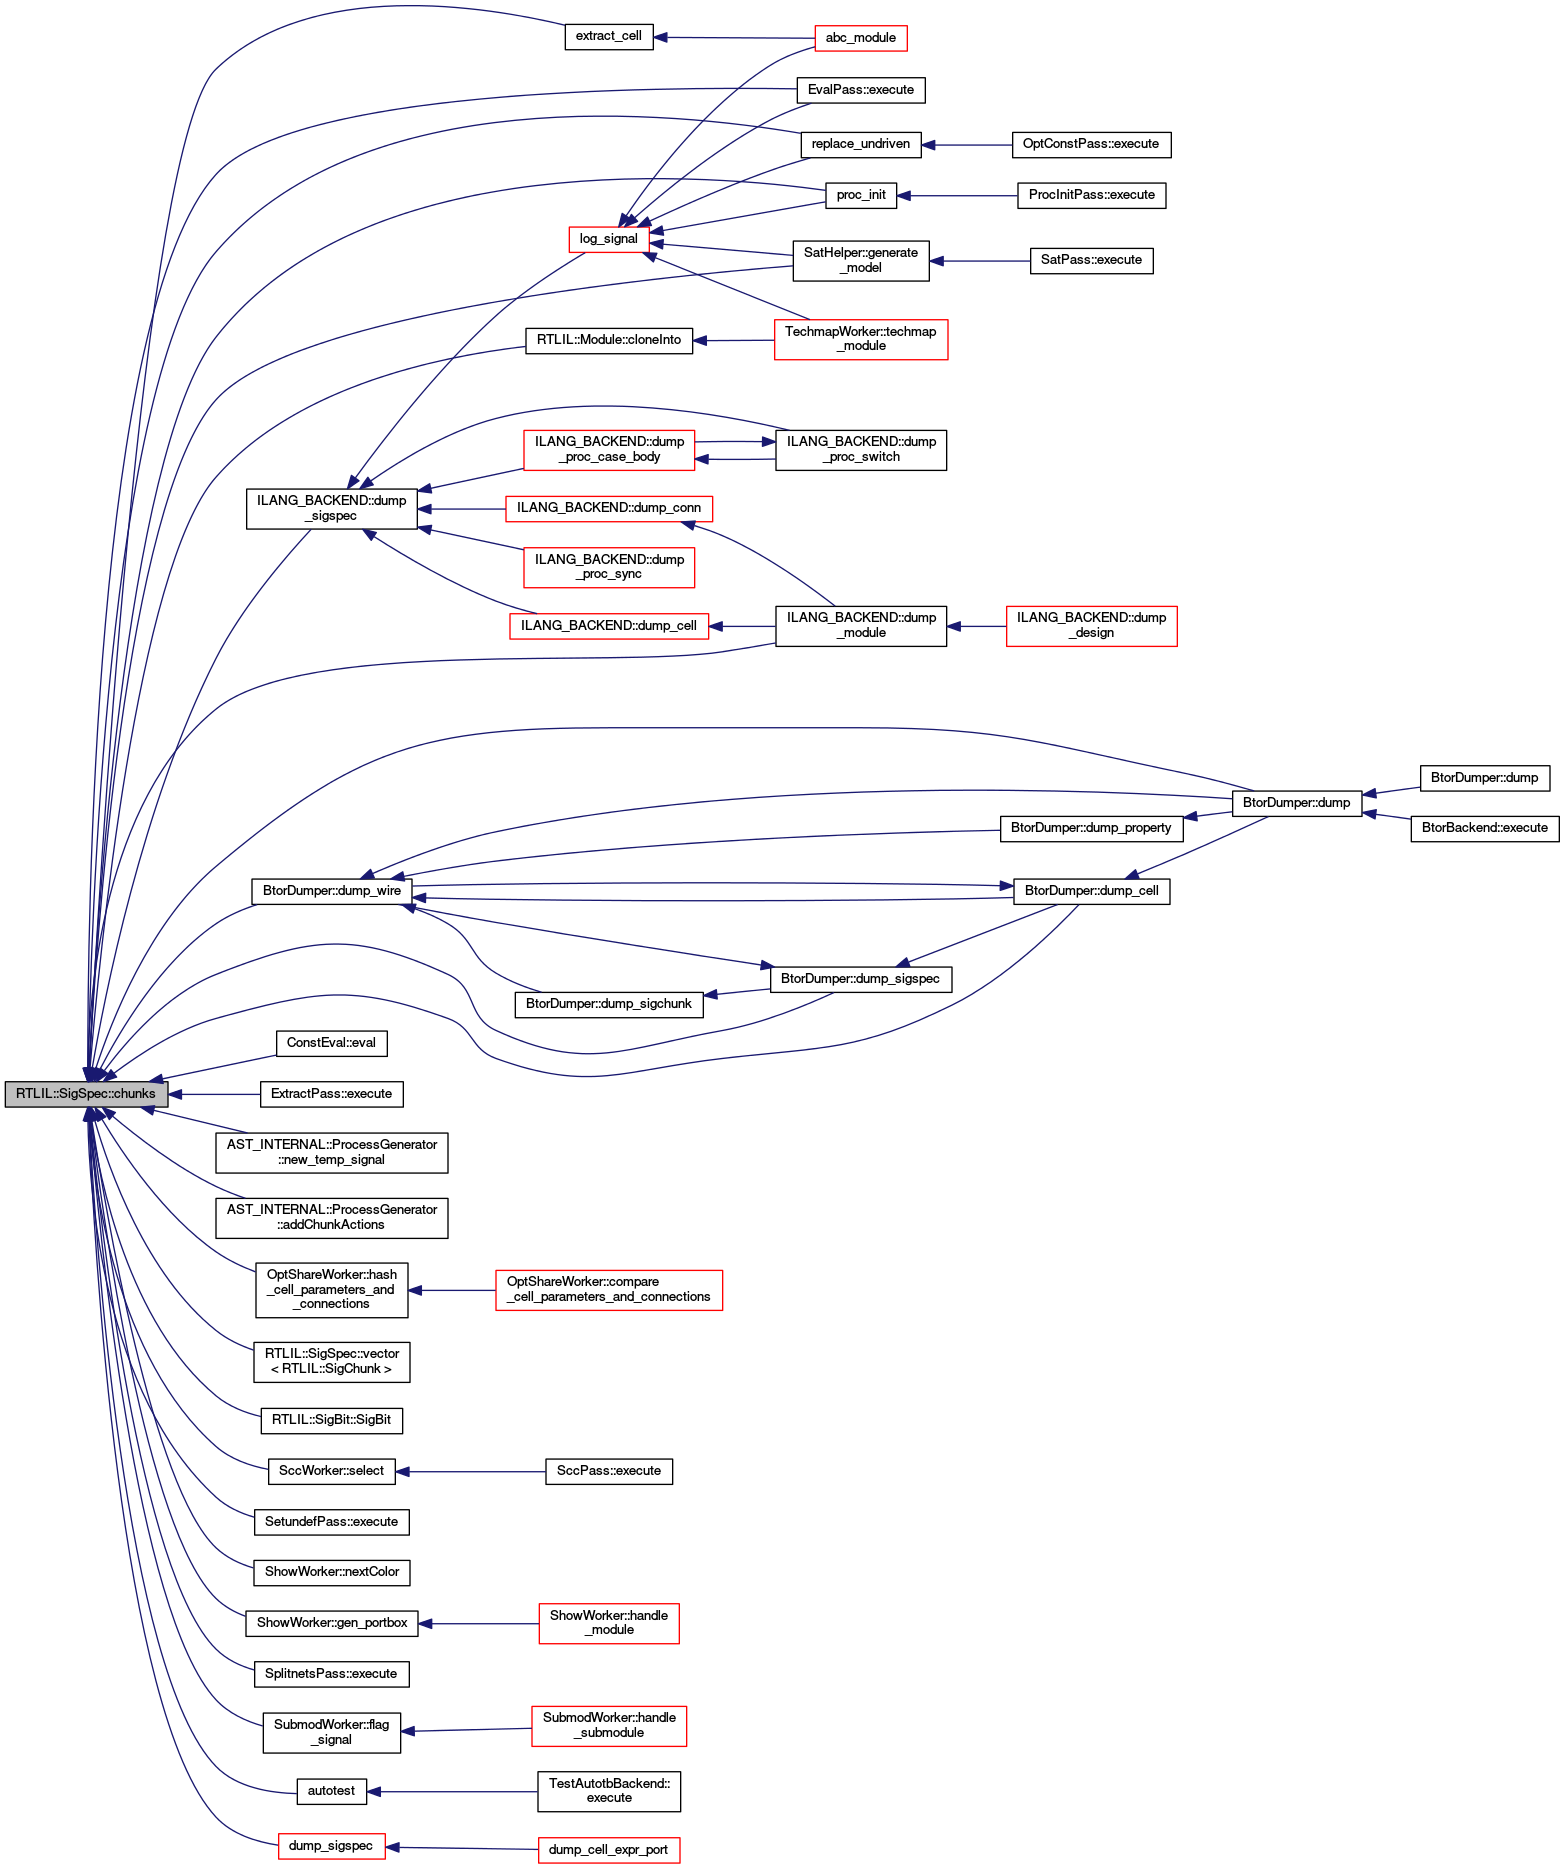 extract_cell
abc_module
EvalPass::execute
replace_undriven
OptConstPass::execute
proc_init
ProcInitPass::execute
log_signal
SatHelper::generate
_model
SatPass::execute
RTLIL::Module::cloneInto
TechmapWorker::techmap
_module
ILANG_BACKEND::dump
_proc_case_body
ILANG_BACKEND::dump
_proc_switch
ILANG_BACKEND::dump
_sigspec
ILANG_BACKEND::dump_conn
ILANG_BACKEND::dump
_proc_sync
ILANG_BACKEND::dump_cell
ILANG_BACKEND::dump
_module
ILANG_BACKEND::dump
_design
BtorDumper::dump
BtorDumper::dump
BtorDumper::dump_property
BtorBackend::execute
BtorDumper::dump_wire
BtorDumper::dump_cell
BtorDumper::dump_sigspec
BtorDumper::dump_sigchunk
ConstEval::eval
RTLIL::SigSpec::chunks
ExtractPass::execute
AST_INTERNAL::ProcessGenerator
::new_temp_signal
AST_INTERNAL::ProcessGenerator
::addChunkActions
OptShareWorker::hash
_cell_parameters_and
_connections
OptShareWorker::compare
_cell_parameters_and_connections
RTLIL::SigSpec::vector
< RTLIL::SigChunk >
RTLIL::SigBit::SigBit
SccWorker::select
SccPass::execute
SetundefPass::execute
ShowWorker::nextColor
ShowWorker::gen_portbox
ShowWorker::handle
_module
SplitnetsPass::execute
SubmodWorker::flag
_signal
SubmodWorker::handle
_submodule
autotest
TestAutotbBackend::
execute
dump_sigspec
dump_cell_expr_port